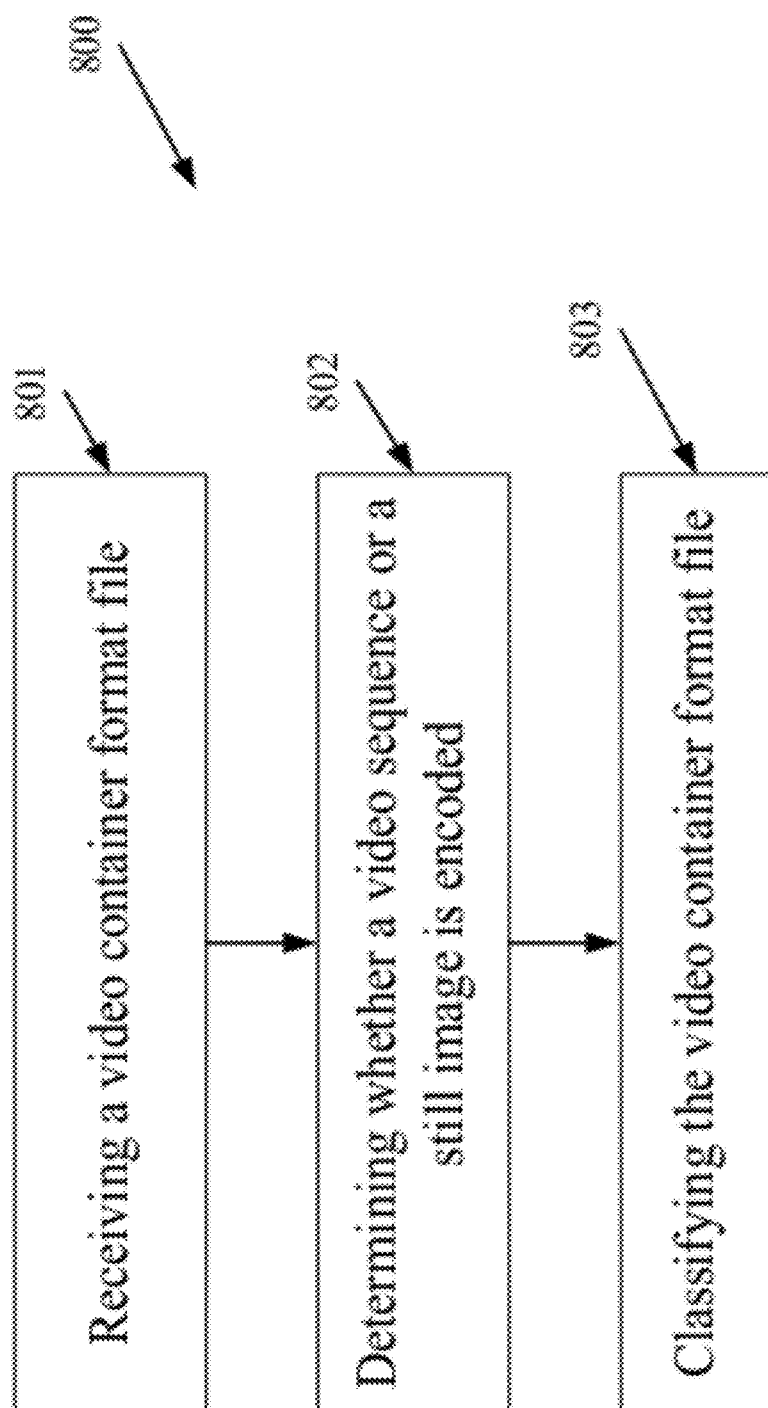 800
801
Receiving a video container format file
802
Determining whether a video sequence or a
still image is encoded
803
Classifying the video container format file